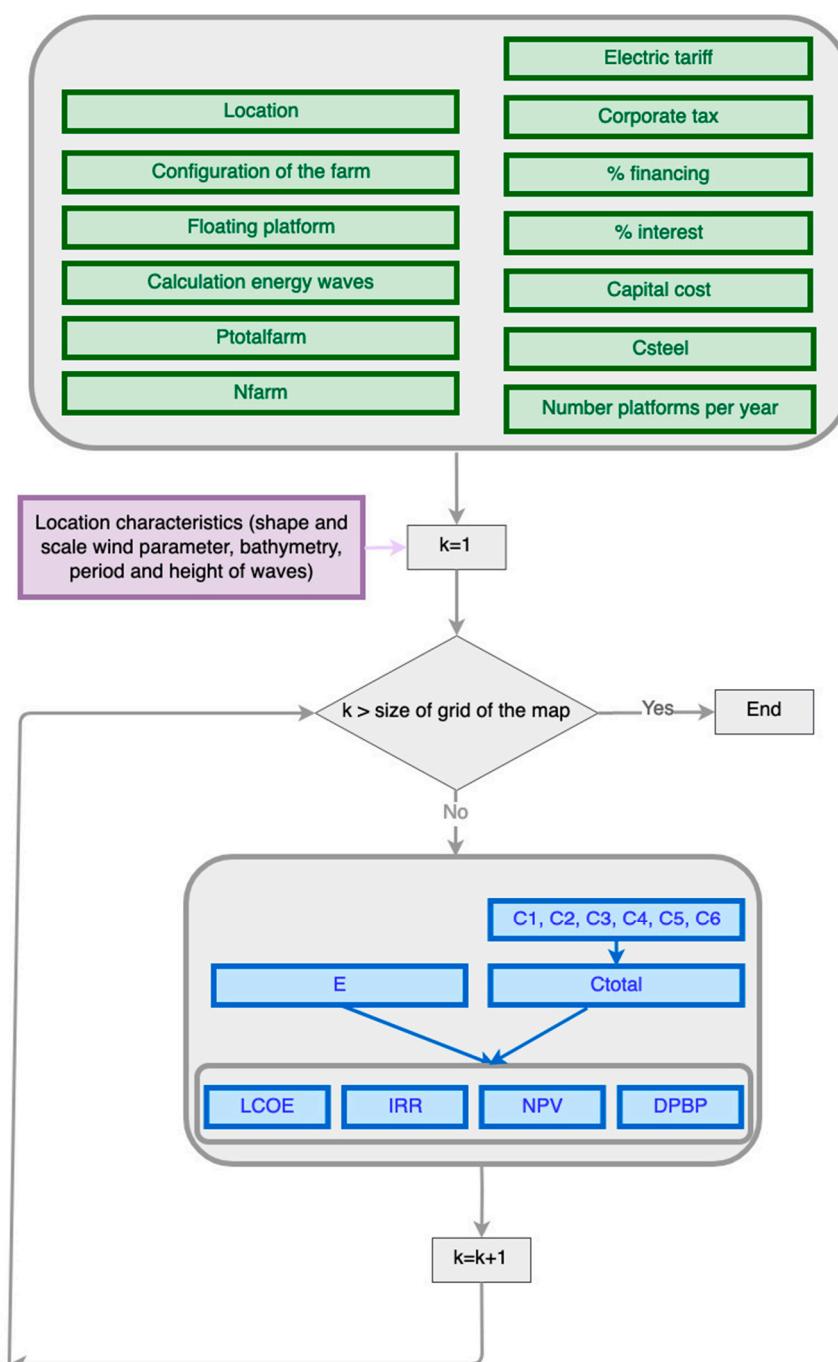 Location
Configuration of the farm
Floating platform
Calculation energy waves
Ptotalfarm
Nfarm
Electric tariff
Corporate tax
% financing
% interest
Capital cost
Csteel
Number platforms per year
Location characteristics (shape and
scale wind parameter, bathymetry,
period and height of waves)
k=1
k > size of grid of the map
Yes
End
No
C1, C2, C3, C4, C5, C6
E
Ctotal
LCOE
IRR
NPV
DPBP
k=k+1